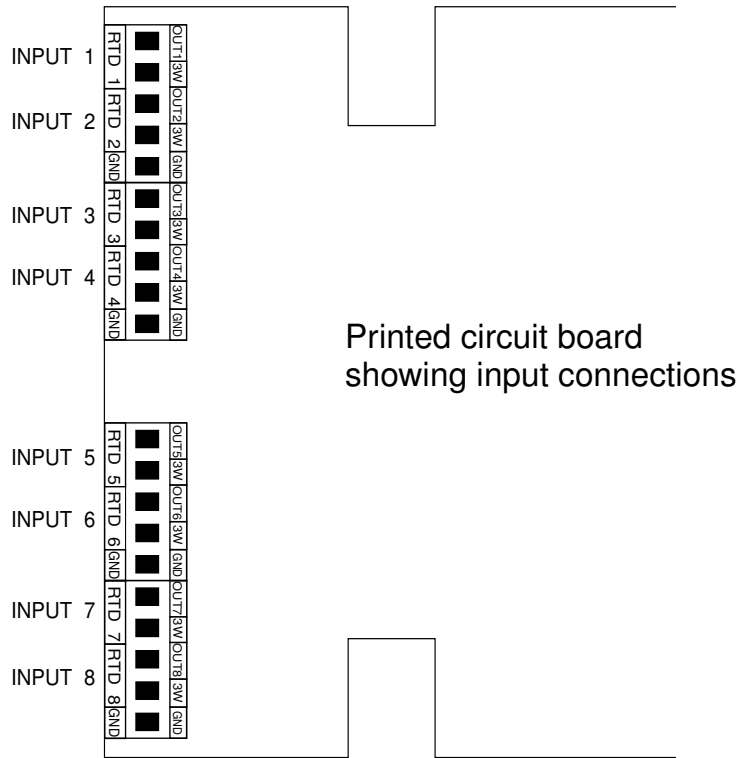 INPUT 1
RTD 1
OUT1
3W
INPUT 2
RTD 2
OUT2
3W
GND
GND
INPUT 3
RTD 3
OUT3
3W
INPUT 4
RTD 4
OUT4
3W
GND
GND
Printed circuit board
showing input connections
INPUT 5
RTD 5
OUT5
3W
INPUT 6
RTD 6
OUT6
3W
GND
GND
INPUT 7
RTD 7
OUT7
3W
INPUT 8
RTD 8
OUT8
3W
GND
GND